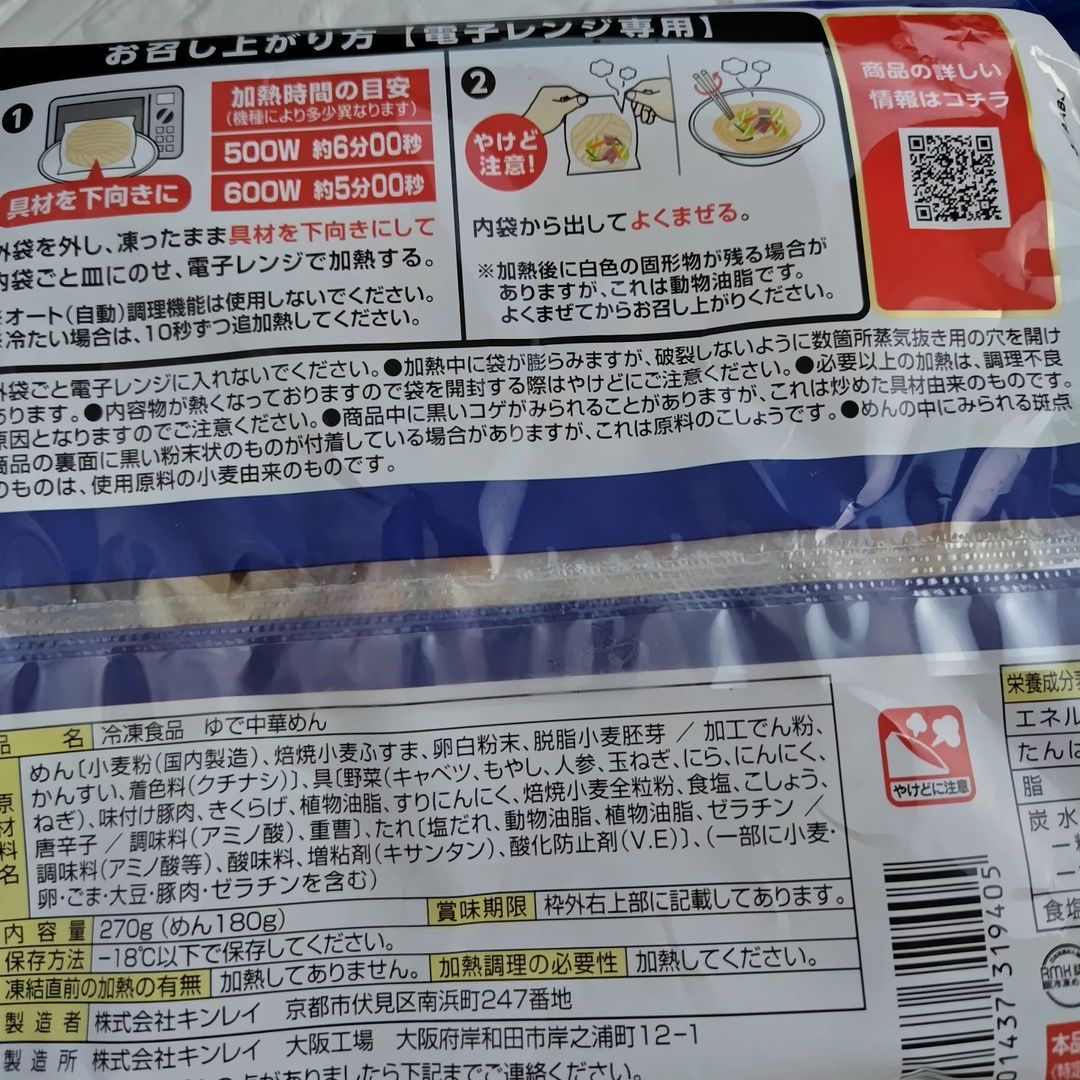 お召し上がり方【電子レンジ専用】
1
加熱時間の目安
(機種により多少異なります)
500W 約6分00秒
600W 約5分00秒
具材を下向きに
外袋を外し、凍ったまま具材を下向きにして
内袋ごと皿にのせ、電子レンジで加熱する。
※オート(自動)調理機能は使用しないでください。
※冷たい場合は、10秒ずつ追加加熱してください。
2
やけど
注意!
内袋から出してよくまぜる。
※加熱後に白色の固形物が残る場合が
ありますが、これは動物油脂です。
よくまぜてからお召し上がりください。
商品の詳しい
情報はコチラ
外袋ごと電子レンジに入れないでください。●加熱中に袋が膨らみますが、破裂しないように数箇所蒸気抜き用の穴を開け
あります。●内容物が熱くなっておりますので袋を開封する際はやけどにご注意ください。●必要以上の加熱は、調理不良
原因となりますのでご注意ください。●商品中に黒いコゲがみられることがありますが、これは炒めた具材由来のものです。
商品の裏面に黒い粉末状のものが付着している場合がありますが、これは原料のこしょうです。●めんの中にみられる斑点
のものは、使用原料の小麦由来のものです。
品 名 冷凍食品 ゆで中華めん
原材料名 めん〔小麦粉(国内製造)、焙焼小麦ふすま、卵白粉末、脱脂小麦胚芽 / 加工でん粉、
かんすい、着色料(クチナシ)〕、具〔野菜(キャベツ、もやし、人参、玉ねぎ、にら、にんにく、
ねぎ)、味付け豚肉、きくらげ、植物油脂、すりにんにく、焙焼小麦全粒粉、食塩、こしょう、
唐辛子 / 調味料(アミノ酸)、重曹〕、たれ〔塩だれ、動物油脂、植物油脂、ゼラチン /
調味料(アミノ酸等)、酸味料、増粘剤(キサンタン)、酸化防止剤(V.E)〕、(一部に小麦・
卵・ごま・大豆・豚肉・ゼラチンを含む)
内容量 270g(めん180g) 賞味期限 枠外右上部に記載してあります。
保存方法 -18℃以下で保存してください。
凍結直前の加熱の有無 加熱してありません。 加熱調理の必要性 加熱してください。
製造者 株式会社キンレイ 京都市伏見区南浜町247番地
製造所 株式会社キンレイ 大阪工場 大阪府岸和田市岸之浦町12-1
やけどに注意
栄養成分
エネル
たんぱ
脂
炭水
食塩
01437 319405
本品